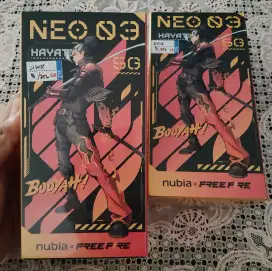 NEO 03
HAYATO
5G
BOOYAH!
nubia × FREE FIRE
NEO 03
HAYATO
5G
BOOYAH!
nubia × FREE FIRE